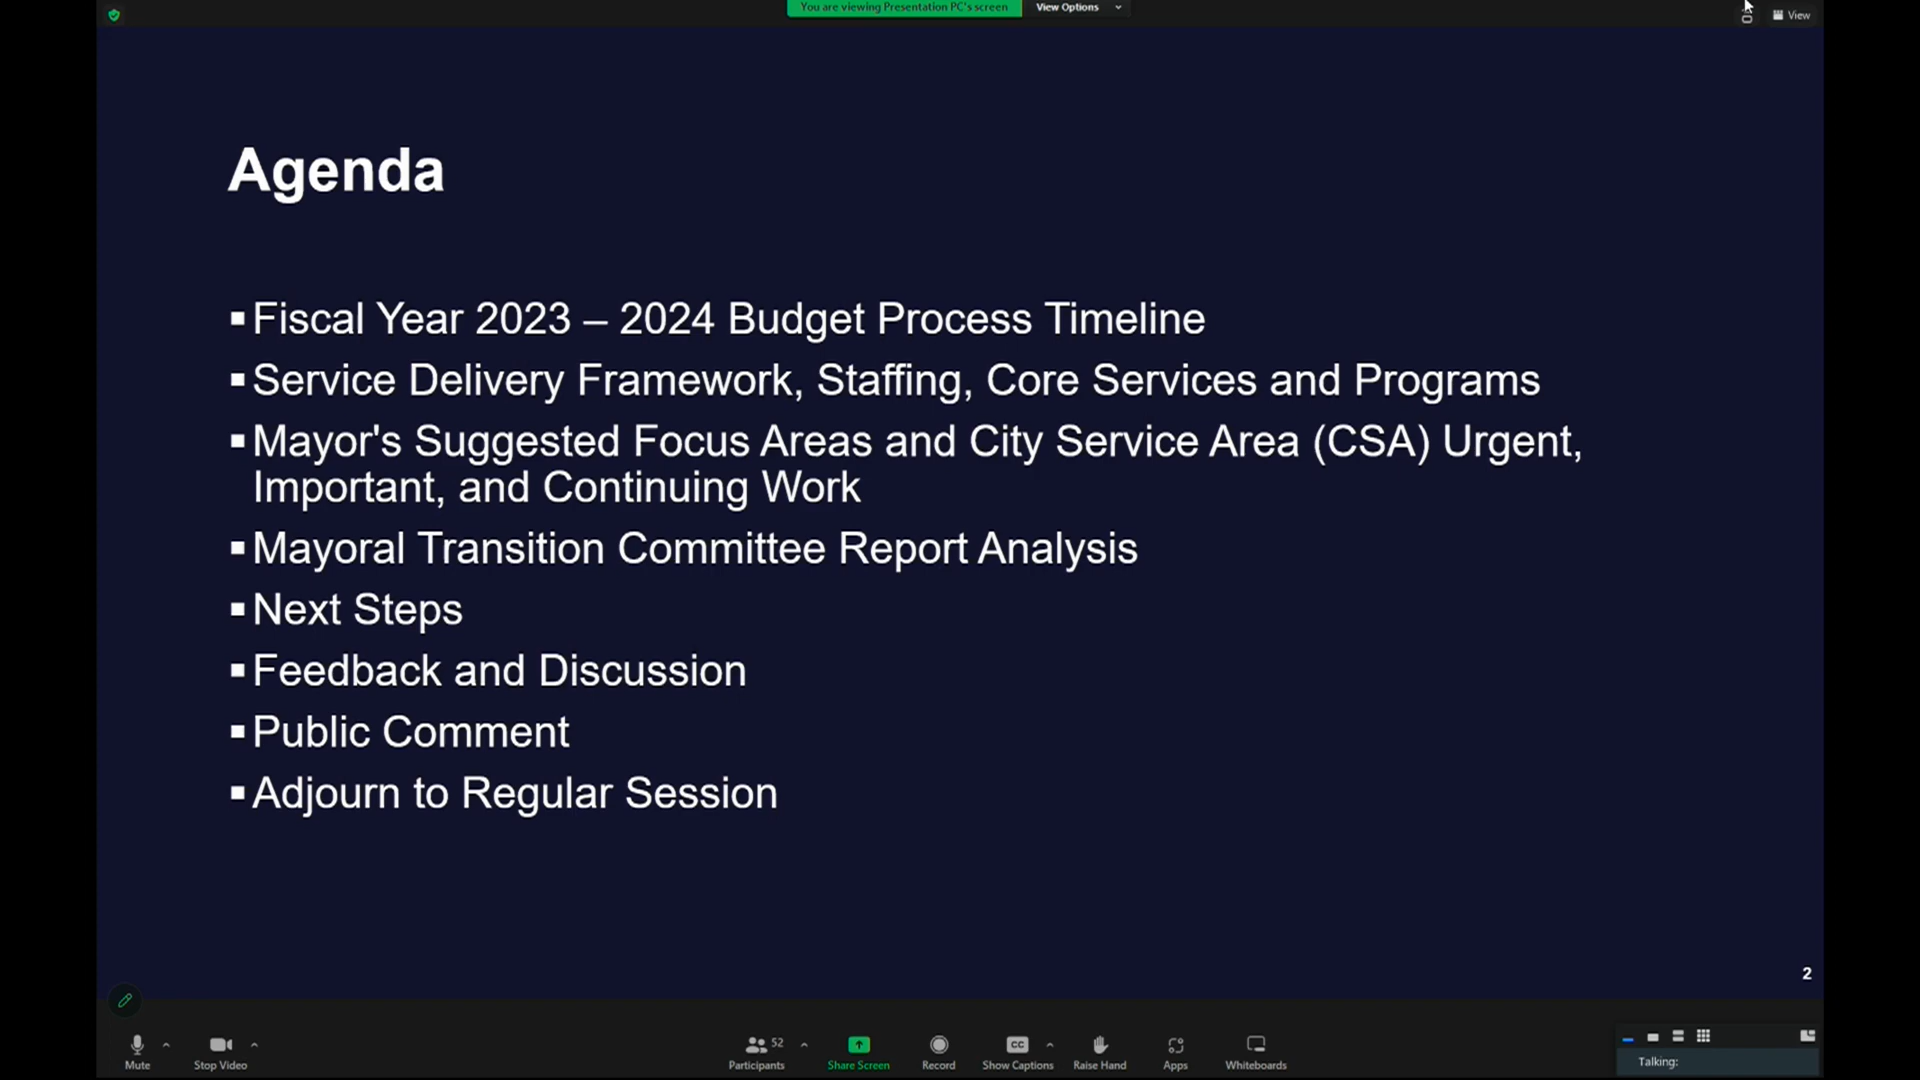 You are viewing Presentation PC's screen
View Options
View
Agenda
▪Fiscal Year 2023 – 2024 Budget Process Timeline
▪Service Delivery Framework, Staffing, Core Services and Programs
▪Mayor's Suggested Focus Areas and City Service Area (CSA) Urgent,
Important, and Continuing Work
▪Mayoral Transition Committee Report Analysis
▪Next Steps
▪Feedback and Discussion
▪Public Comment
▪Adjourn to Regular Session
2
Mute
Stop Video
52
Participants
Share Screen
Record
CC
Show Captions
Raise Hand
Apps
Whiteboards
Talking: